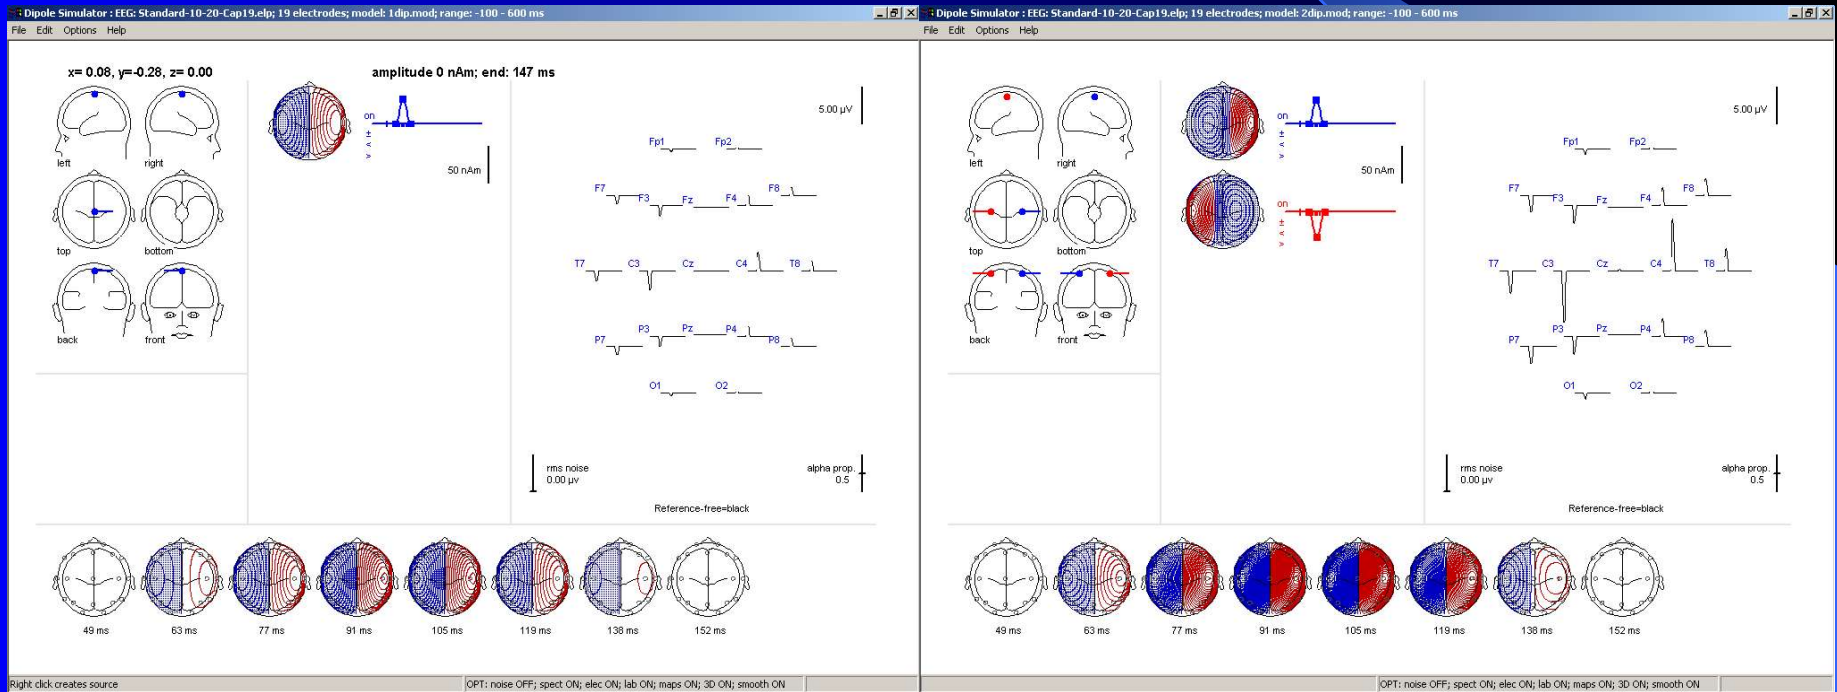 Dipole Simulator : EEG: Standard-10-20-Cap19.elp; 19 electrodes; model: 1dip.mod; range: -100 - 600 ms
File Edit Options Help
x= 0.08, y=-0.28, z= 0.00
amplitude 0 nAm; end: 147 ms
left right
top bottom
back front
on
±
<
v
50 nAm
5.00 µV
Fp1 Fp2
F7 F3 Fz F4 F8
T7 C3 Cz C4 T8
P7 P3 Pz P4 P8
O1 O2
rms noise
0.00 µv
alpha prop.
0.5
Reference-free=black
49 ms 63 ms 77 ms 91 ms 105 ms 119 ms 138 ms 152 ms
Right click creates source
OPT: noise OFF; spect ON; elec ON; lab ON; maps ON; 3D ON; smooth ON
Dipole Simulator : EEG: Standard-10-20-Cap19.elp; 19 electrodes; model: 2dip.mod; range: -100 - 600 ms
File Edit Options Help
left right
top bottom
back front
on
±
<
v
50 nAm
on
±
<
v
5.00 µV
Fp1 Fp2
F7 F3 Fz F4 F8
T7 C3 Cz C4 T8
P7 P3 Pz P4 P8
O1 O2
rms noise
0.00 µv
alpha prop.
0.5
Reference-free=black
49 ms 63 ms 77 ms 91 ms 105 ms 119 ms 138 ms 152 ms
OPT: noise OFF; spect ON; elec ON; lab ON; maps ON; 3D ON; smooth ON